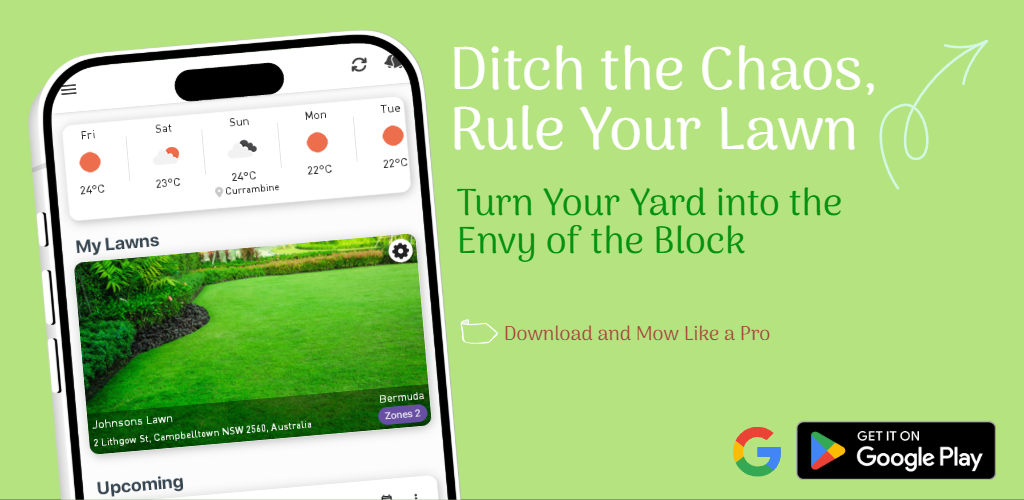 Fri
Sat
Sun
Mon
Tue
24°C
23°C
24°C
22°C
22°C
Currambine
My Lawns
Johnsons Lawn
Bermuda
2 Lithgow St, Campbelltown NSW 2560, Australia
Zones 2
Upcoming
Ditch the Chaos,
Rule Your Lawn
Turn Your Yard into the
Envy of the Block
Download and Mow Like a Pro
GET IT ON
Google Play